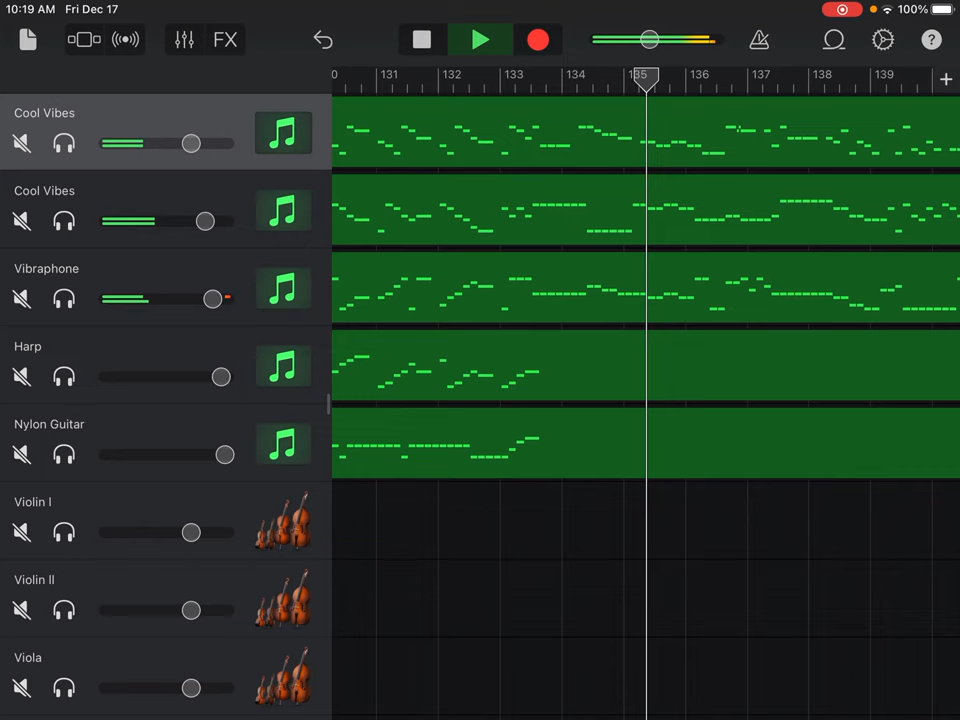 10:19 AM Fri Dec 17
100%
FX
?
0 131 132 133 134 135 136 137 138 139 +
Cool Vibes
Cool Vibes
Vibraphone
Harp
Nylon Guitar
Violin I
Violin II
Viola